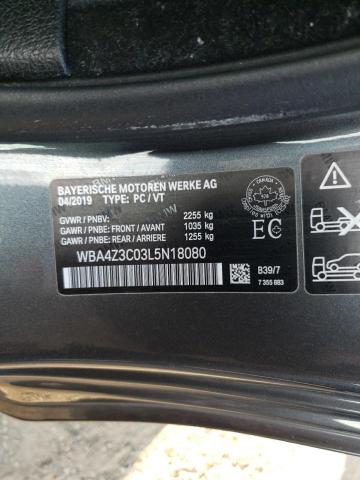 BAYERISCHE MOTOREN WERKE AG
04/2019 TYPE: PC / VT
GVWR / PNBV: 2255 kg
GAWR / PNBE: FRONT / AVANT 1035 kg
GAWR / PNBE: REAR / ARRIERE 1255 kg
WBA4Z3C03L5N18080
CANADA
EC
B39/7
7 355 883